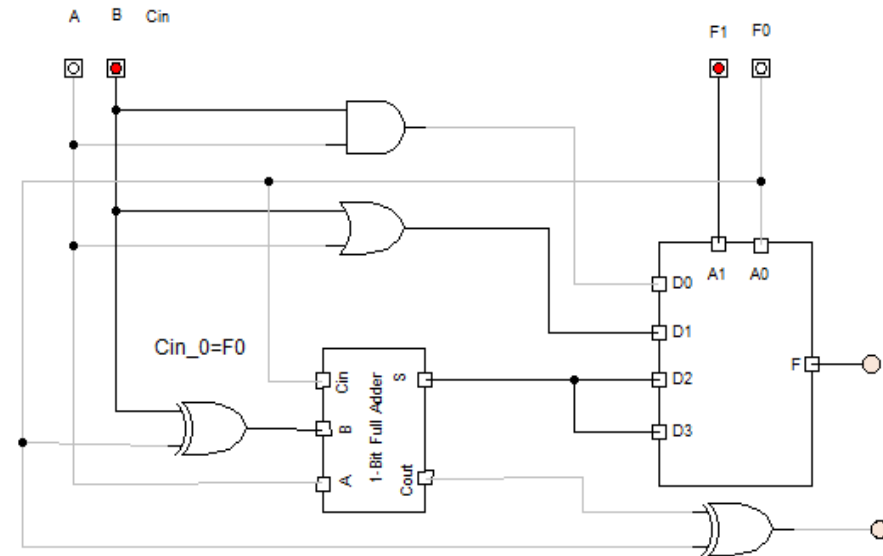 A B Cin
F1 F0
A1 A0
D0
D1
Cin_0=F0
F
Cin S D2
B 1-Bit Full Adder D3
A Cout